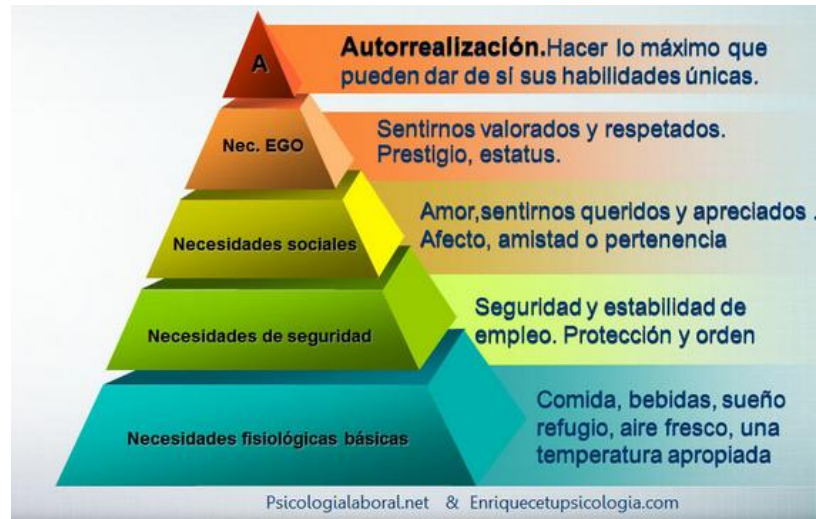 A
Autorrealización.Hacer lo máximo que
pueden dar de sí sus habilidades únicas.
Nec. EGO
Sentirnos valorados y respetados.
Prestigio, estatus.
Necesidades sociales
Amor,sentirnos queridos y apreciados .
Afecto, amistad o pertenencia
Necesidades de seguridad
Seguridad y estabilidad de
empleo. Protección y orden
Necesidades fisiológicas básicas
Comida, bebidas, sueño
refugio, aire fresco, una
temperatura apropiada
Psicologialaboral.net & Enriquecetupsicologia.com